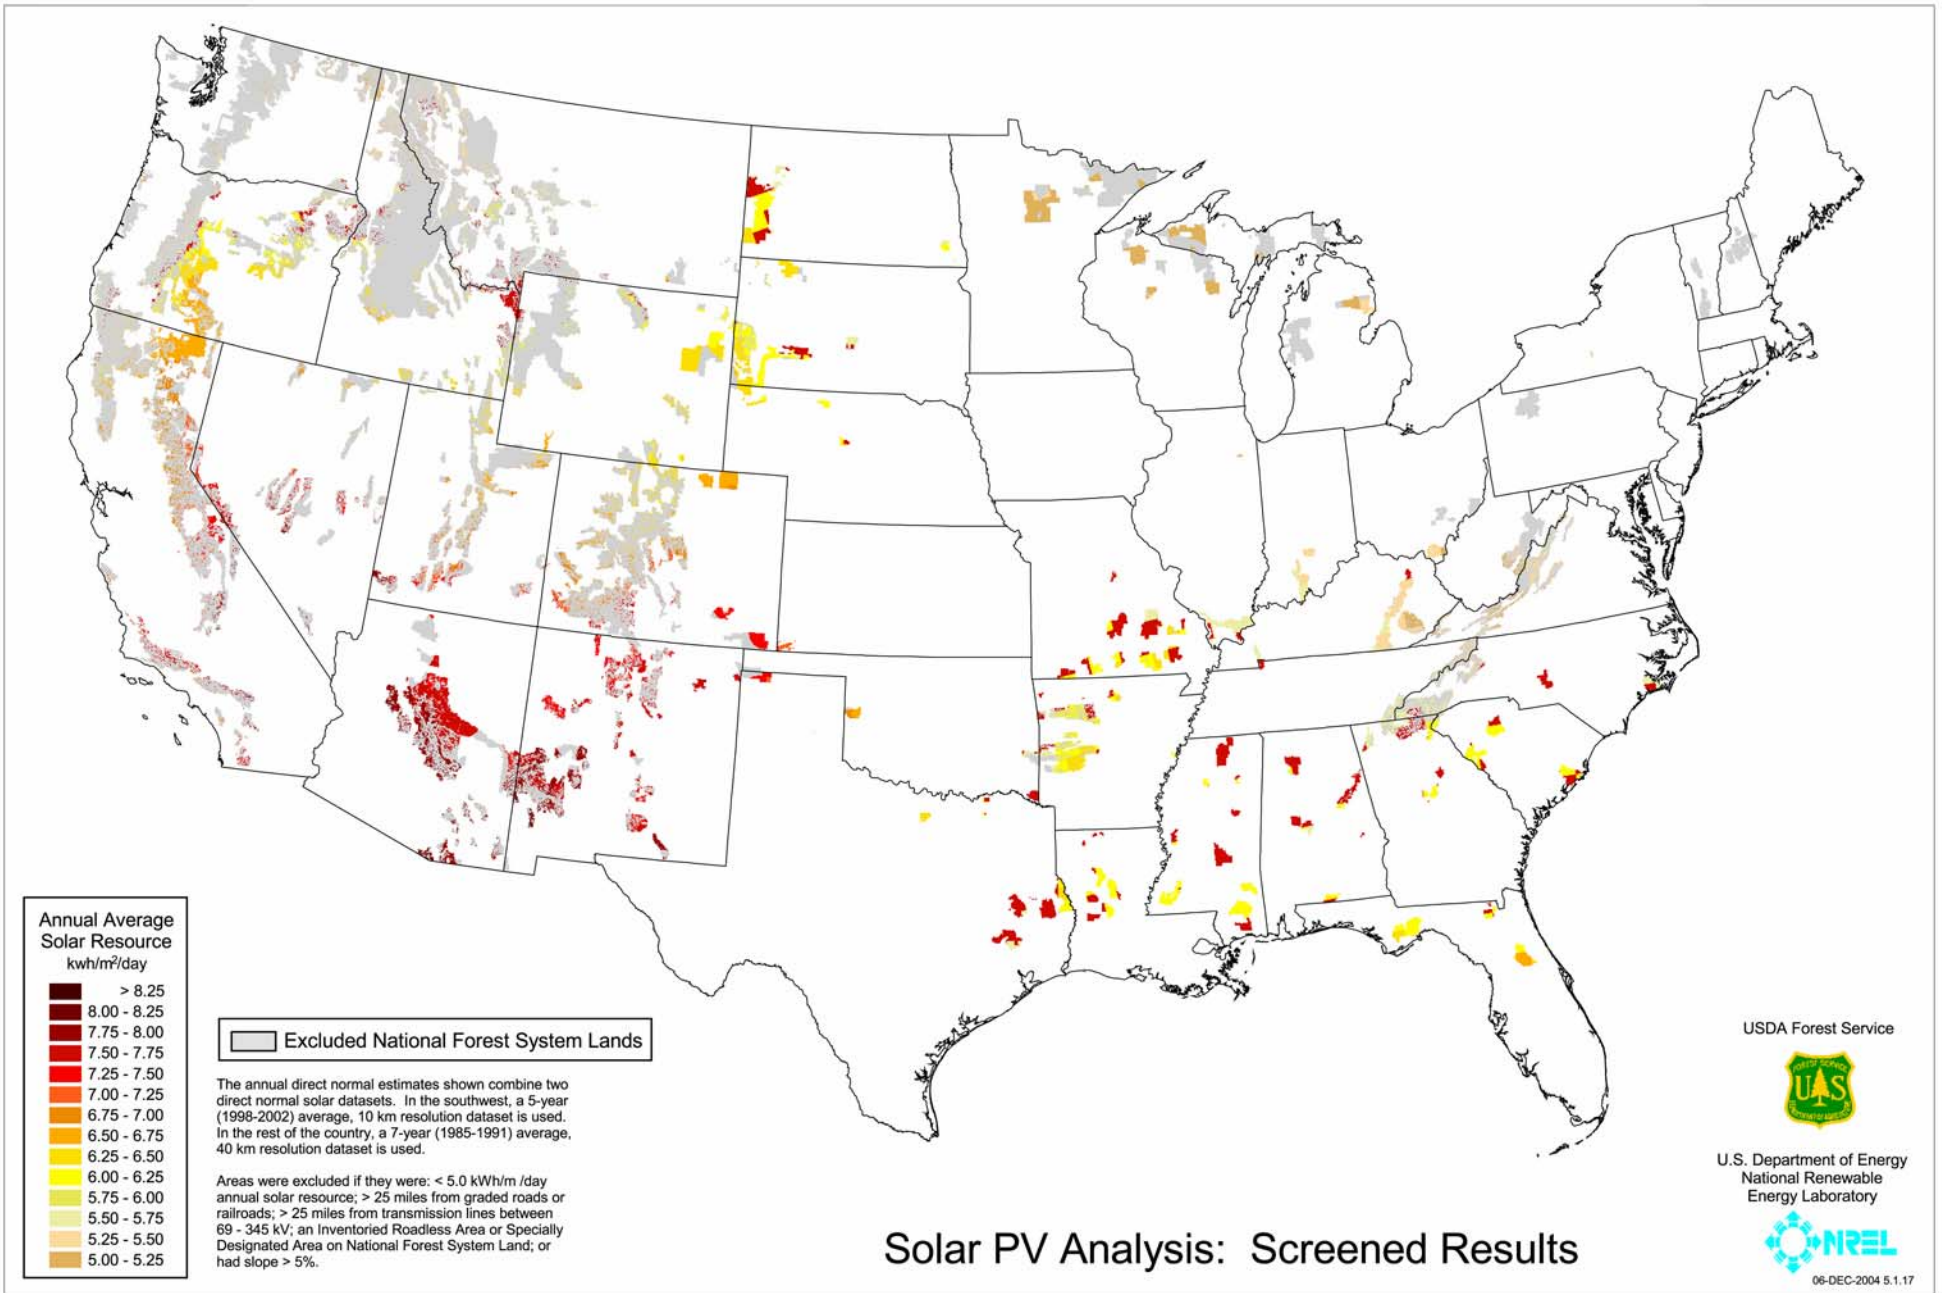 Annual Average
Solar Resource
kwh/m²/day
> 8.25
8.00 - 8.25
7.75 - 8.00
7.50 - 7.75
7.25 - 7.50
7.00 - 7.25
6.75 - 7.00
6.50 - 6.75
6.25 - 6.50
6.00 - 6.25
5.75 - 6.00
5.50 - 5.75
5.25 - 5.50
5.00 - 5.25
Excluded National Forest System Lands
The annual direct normal estimates shown combine two
direct normal solar datasets. In the southwest, a 5-year
(1998-2002) average, 10 km resolution dataset is used.
In the rest of the country, a 7-year (1985-1991) average,
40 km resolution dataset is used.
Areas were excluded if they were: < 5.0 kWh/m /day
annual solar resource; > 25 miles from graded roads or
railroads; > 25 miles from transmission lines between
69 - 345 kV; an Inventoried Roadless Area or Specially
Designated Area on National Forest System Land; or
had slope > 5%.
Solar PV Analysis: Screened Results
USDA Forest Service
FOREST SERVICE
U S
DEPARTMENT OF AGRICULTURE
U.S. Department of Energy
National Renewable
Energy Laboratory
NREL
06-DEC-2004 5.1.17